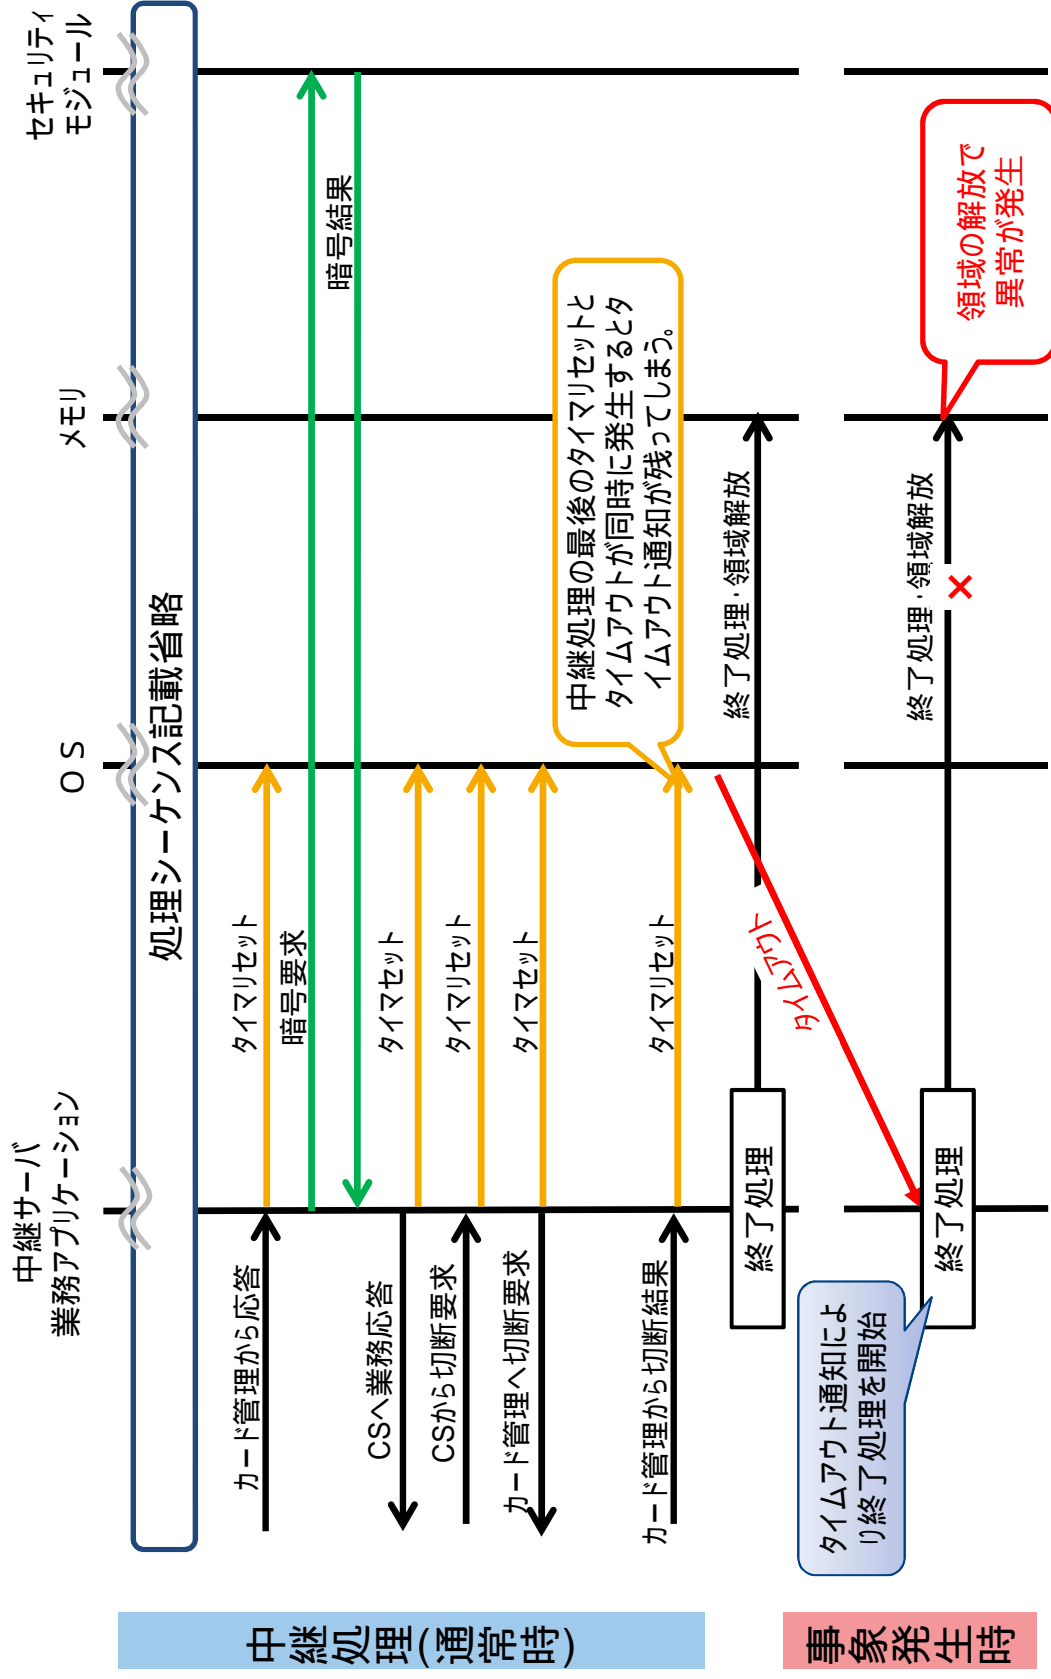 中継サーバ
業務アプリケーション
ＯＳ
メモリ
セキュリティ
モジュール
処理シーケンス記載省略
中継処理(通常時)
カード管理から応答
タイマリセット
暗号要求
暗号結果
CSへ業務応答
タイマセット
CSから切断要求
タイマリセット
カード管理へ切断要求
タイマセット
カード管理から切断結果
タイマリセット
中継処理の最後のタイマリセットと
タイムアウトが同時に発生するとタ
イムアウト通知が残ってしまう。
終了処理
終了処理・領域解放
タイムアウト
事象発生時
タイムアウト通知によ
り終了処理を開始
終了処理
終了処理・領域解放
×
領域の解放で
異常が発生